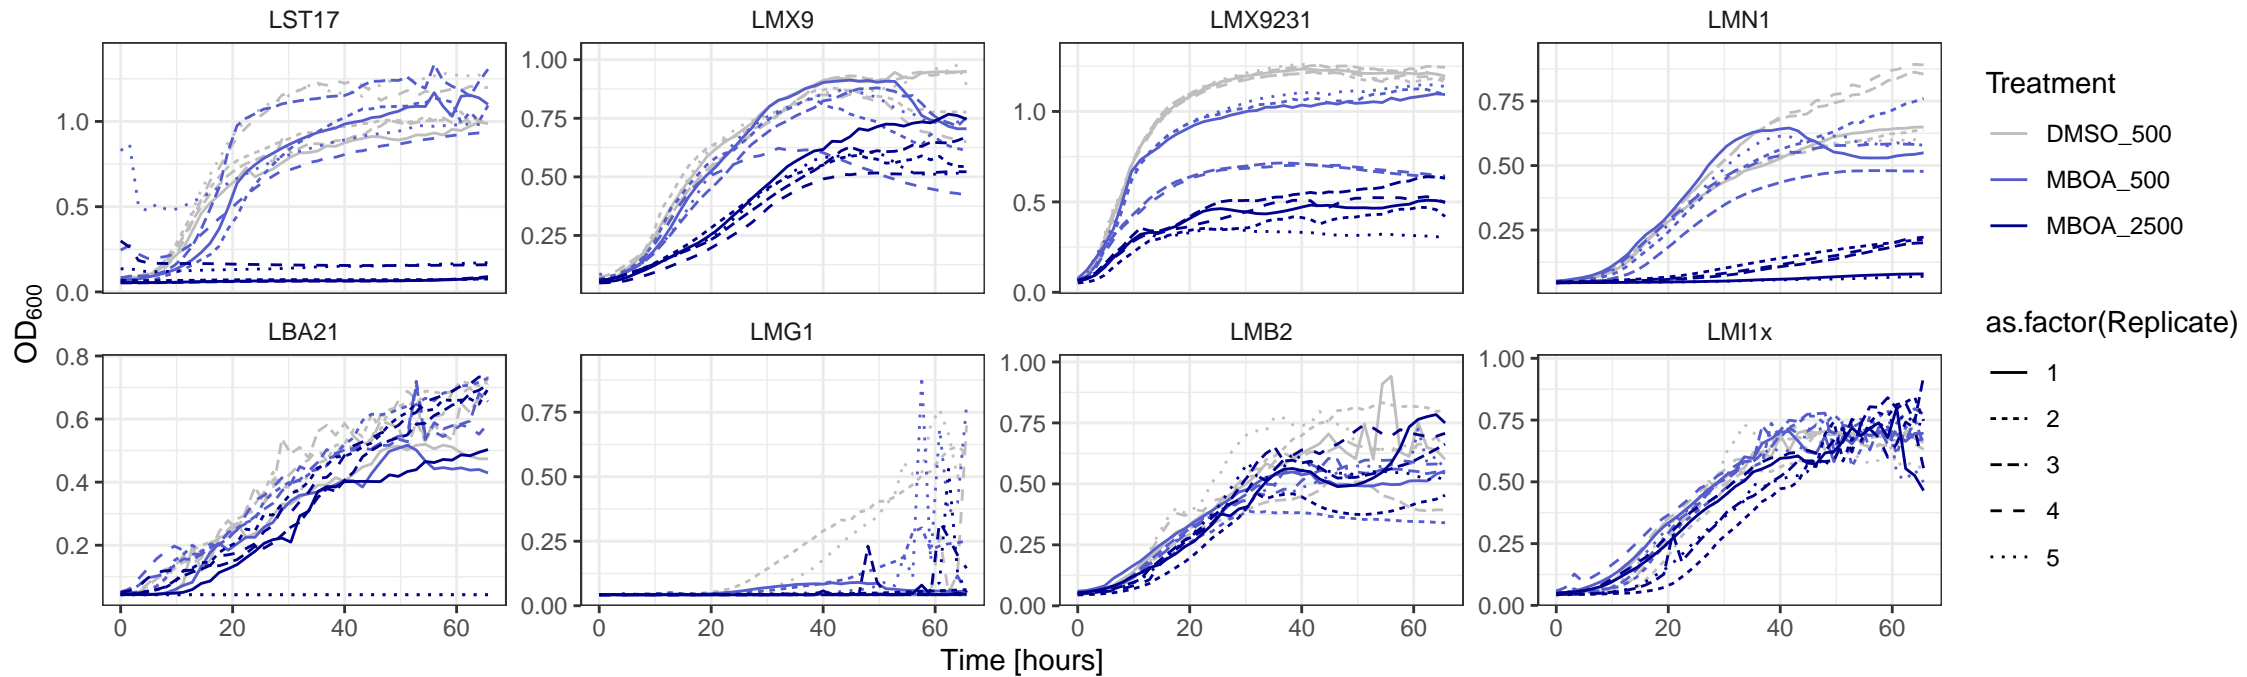 LST17
LMX9
LMX9231
LMN1
1.0
0.5
0.0
1.00
0.75
0.50
0.25
1.0
0.5
0.0
0.75
0.50
0.25
LBA21
LMG1
LMB2
LMI1x
0.8
0.6
0.4
0.2
0.75
0.50
0.25
0.00
1.00
0.75
0.50
0.25
0.00
1.00
0.75
0.50
0.25
0.00
0 20 40 60
0 20 40 60
0 20 40 60
0 20 40 60
Time [hours]
OD600
Treatment
DMSO_500
MBOA_500
MBOA_2500
as.factor(Replicate)
1
2
3
4
5